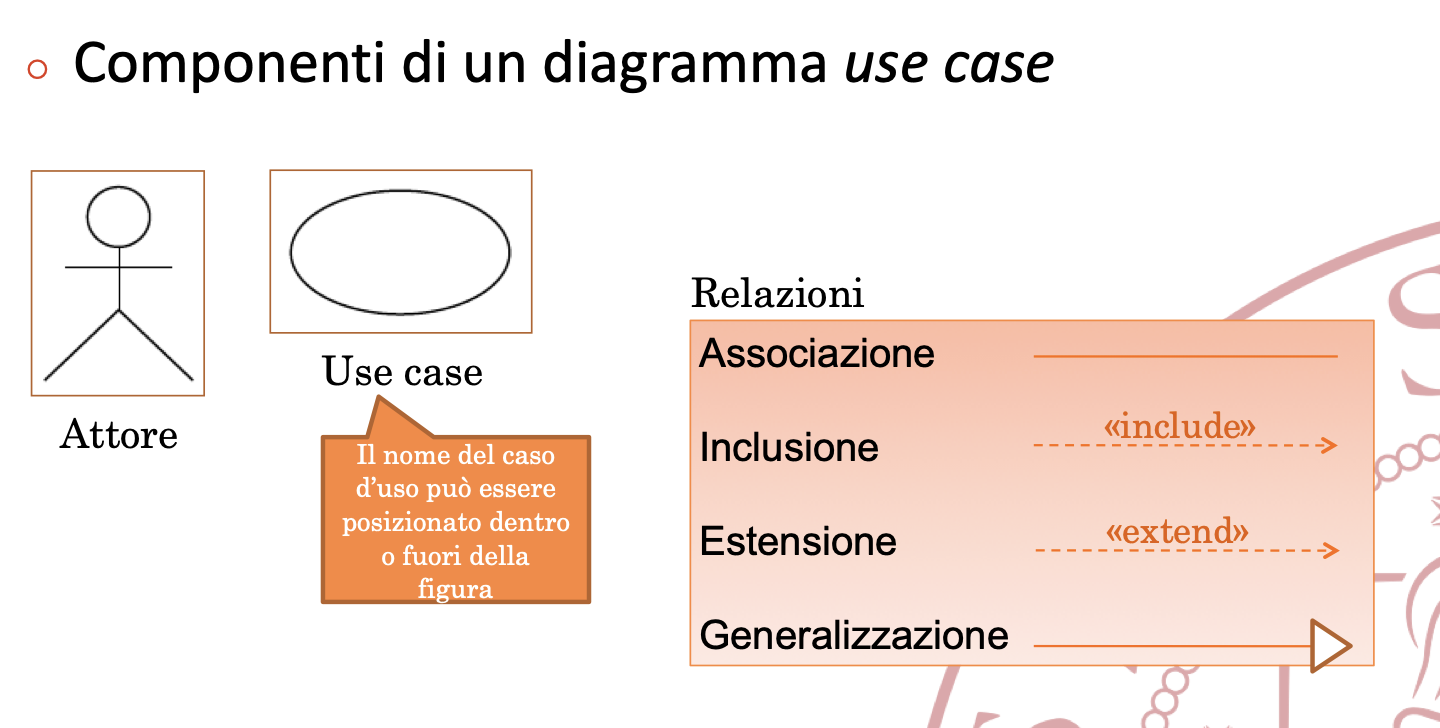 Componenti di un diagramma use case
Attore
Use case
Il nome del caso
d’uso può essere
posizionato dentro
o fuori della
figura
Relazioni
Associazione
Inclusione
«include»
Estensione
«extend»
Generalizzazione